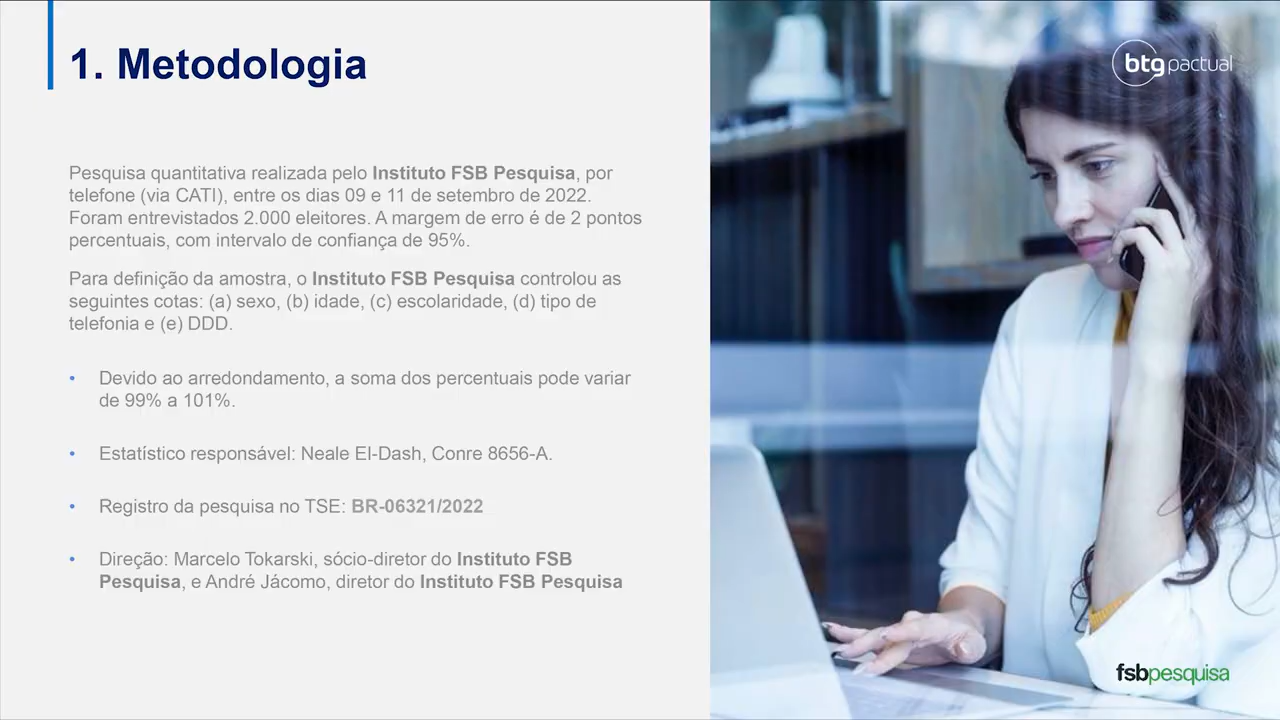 1. Metodologia
btg pactual
Pesquisa quantitativa realizada pelo Instituto FSB Pesquisa, por
telefone (via CATI), entre os dias 09 e 11 de setembro de 2022.
Foram entrevistados 2.000 eleitores. A margem de erro é de 2 pontos
percentuais, com intervalo de confiança de 95%.
Para definição da amostra, o Instituto FSB Pesquisa controlou as
seguintes cotas: (a) sexo, (b) idade, (c) escolaridade, (d) tipo de
telefonia e (e) DDD.
• Devido ao arredondamento, a soma dos percentuais pode variar
de 99% a 101%.
• Estatístico responsável: Neale El-Dash, Conre 8656-A.
• Registro da pesquisa no TSE: BR-06321/2022
• Direção: Marcelo Tokarski, sócio-diretor do Instituto FSB
Pesquisa, e André Jácomo, diretor do Instituto FSB Pesquisa
fsbpesquisa